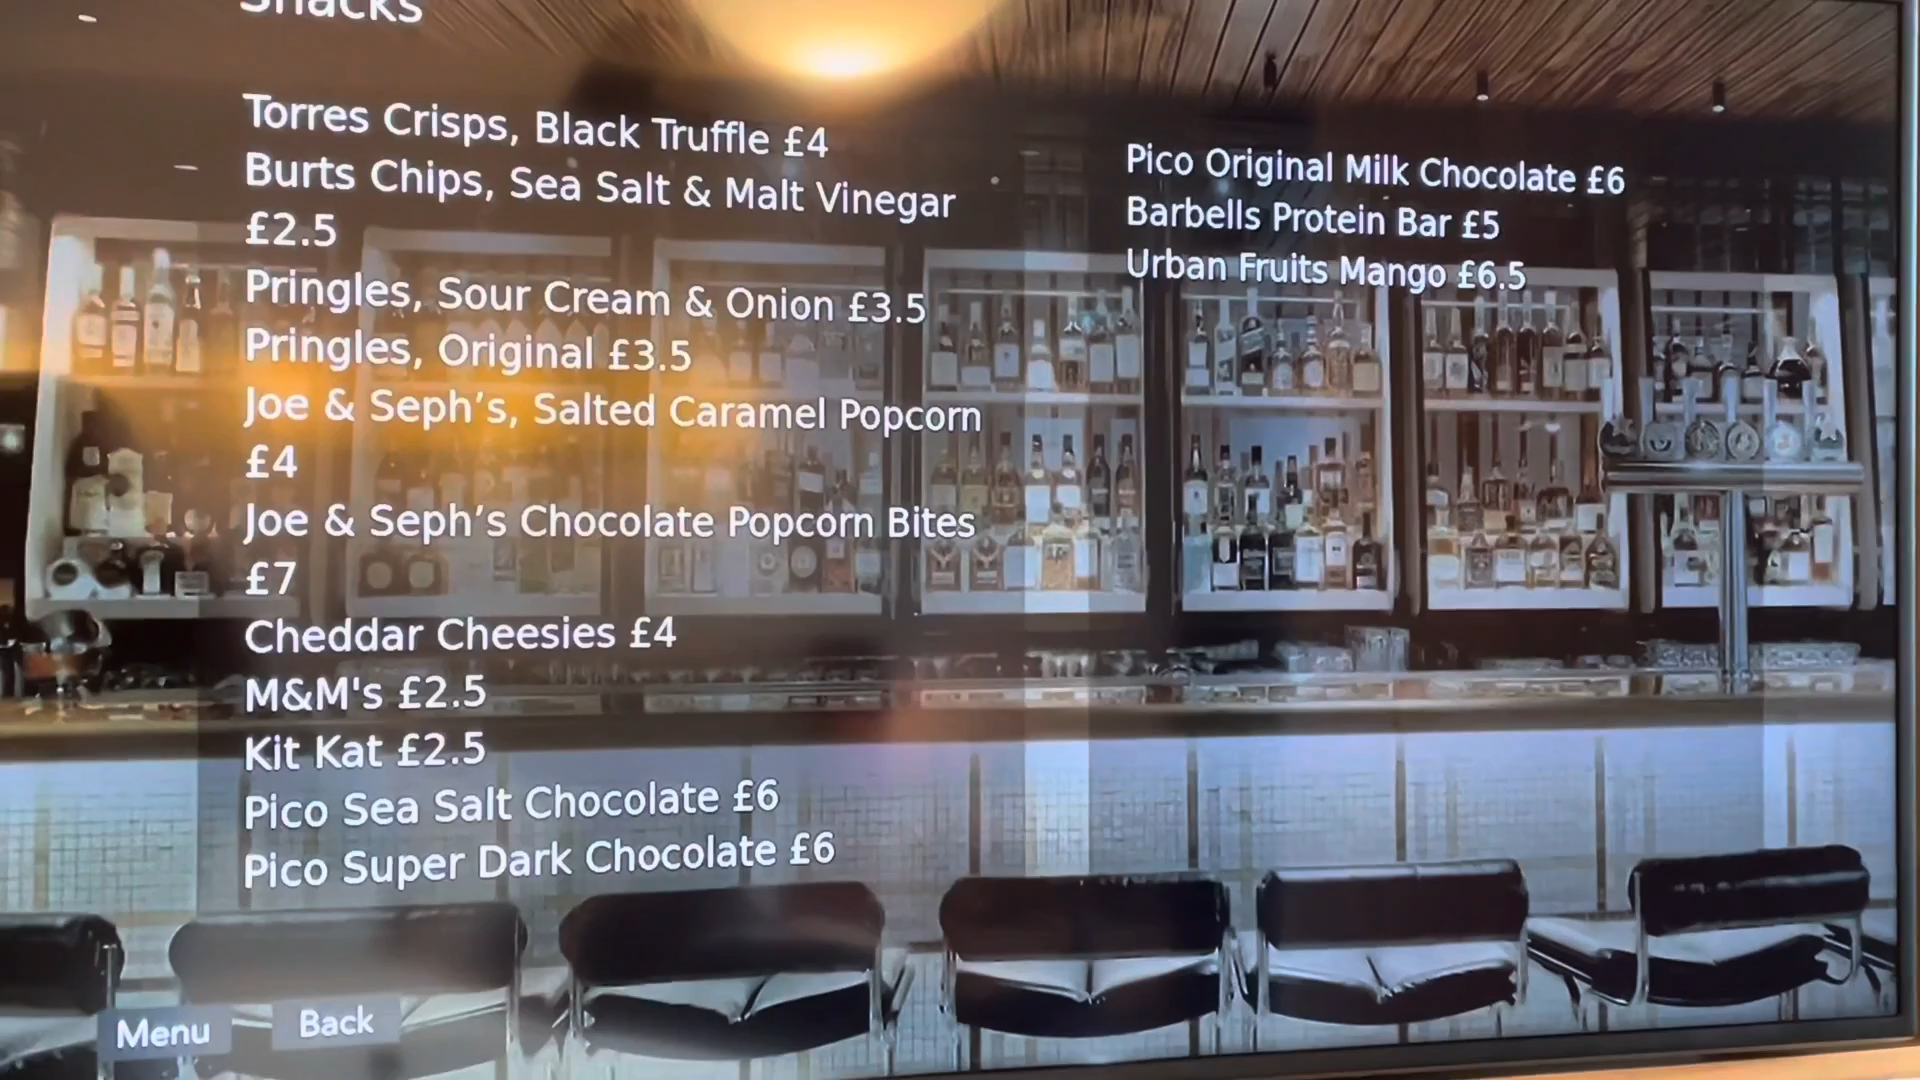 Snacks
Torres Crisps, Black Truffle £4
Burts Chips, Sea Salt & Malt Vinegar
£2.5
Pringles, Sour Cream & Onion £3.5
Pringles, Original £3.5
Joe & Seph’s, Salted Caramel Popcorn
£4
Joe & Seph’s Chocolate Popcorn Bites
£7
Cheddar Cheesies £4
M&M's £2.5
Kit Kat £2.5
Pico Sea Salt Chocolate £6
Pico Super Dark Chocolate £6
Pico Original Milk Chocolate £6
Barbells Protein Bar £5
Urban Fruits Mango £6.5
Menu
Back